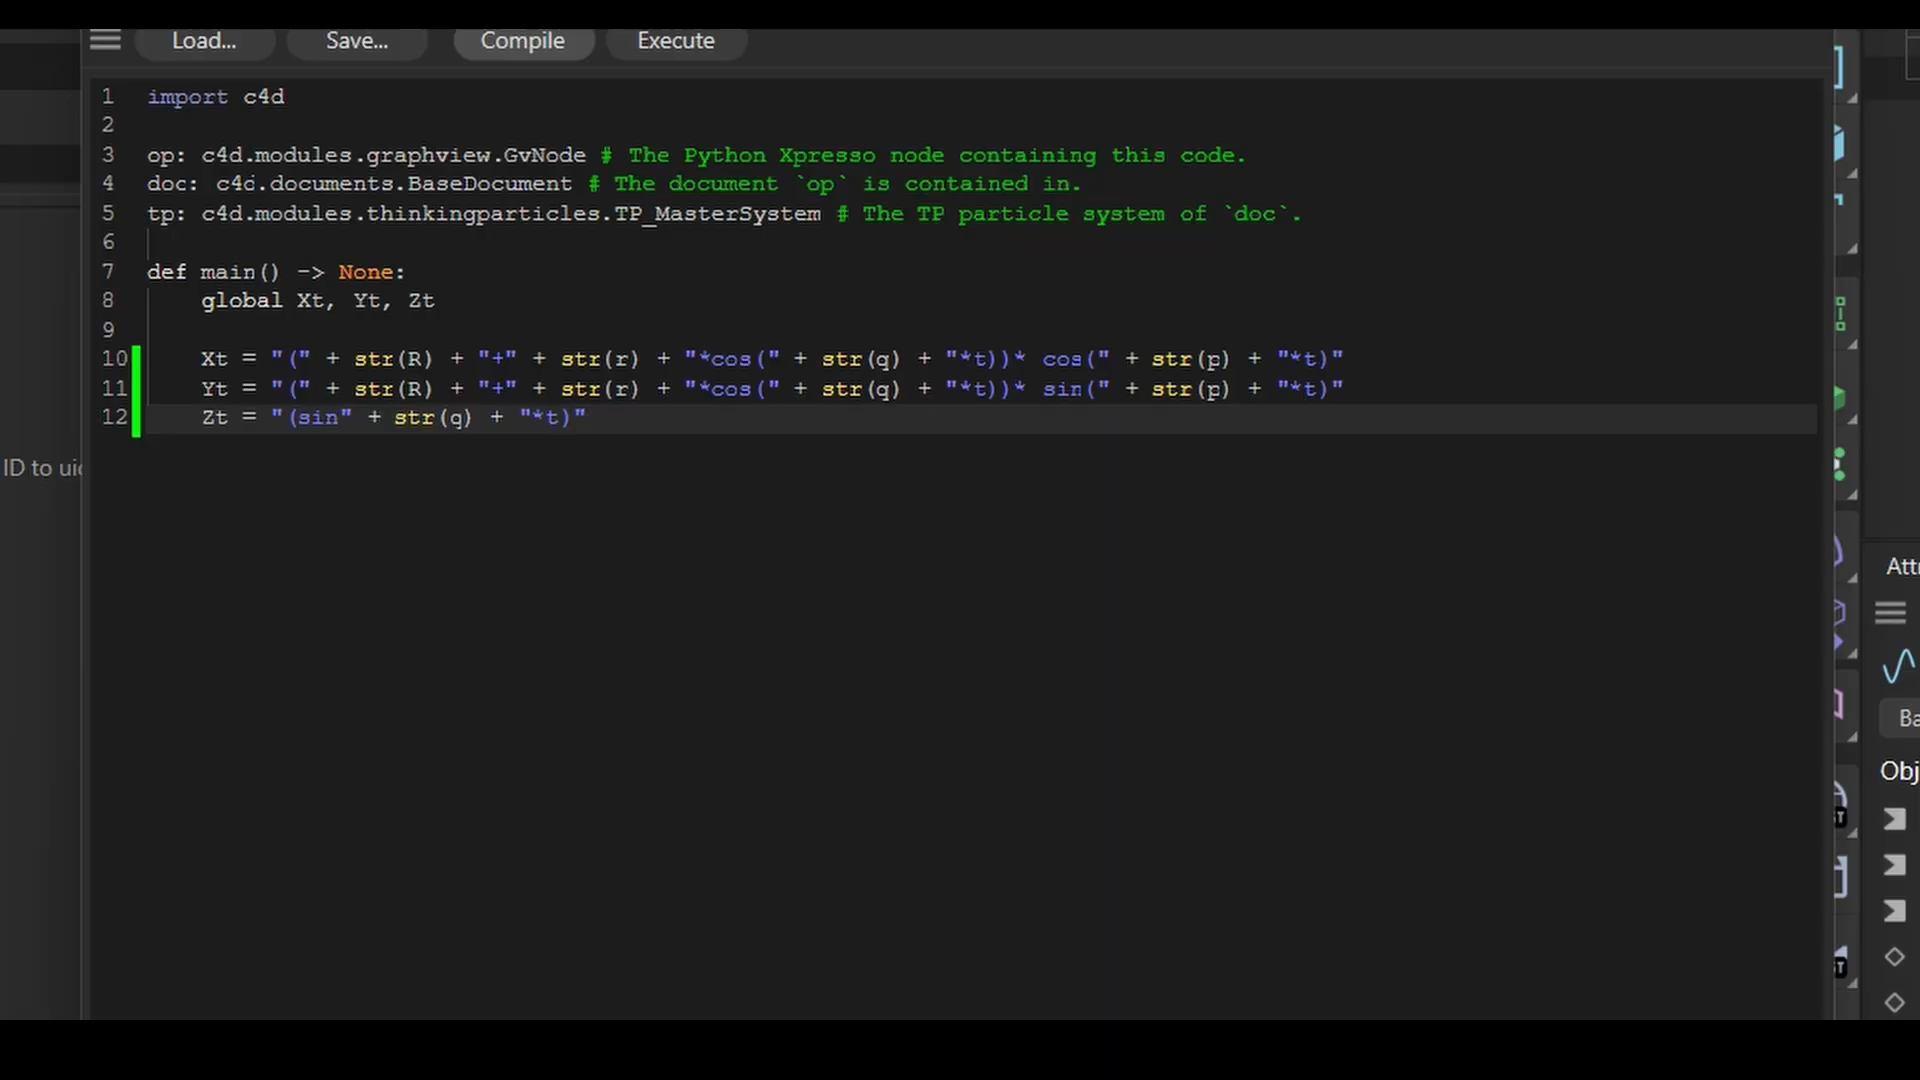 Load... Save... Compile Execute
1 import c4d
2
3 op: c4d.modules.graphview.GvNode # The Python Xpresso node containing this code.
4 doc: c4d.documents.BaseDocument # The document `op` is contained in.
5 tp: c4d.modules.thinkingparticles.TP_MasterSystem # The TP particle system of `doc`.
6
7 def main() -> None:
8 global Xt, Yt, Zt
9
10 Xt = "(" + str(R) + "+" + str(r) + "*cos(" + str(q) + "*t))* cos(" + str(p) + "*t)"
11 Yt = "(" + str(R) + "+" + str(r) + "*cos(" + str(q) + "*t))* sin(" + str(p) + "*t)"
12 Zt = "(sin" + str(q) + "*t)"
ID to uid
Att
Ba
Obj